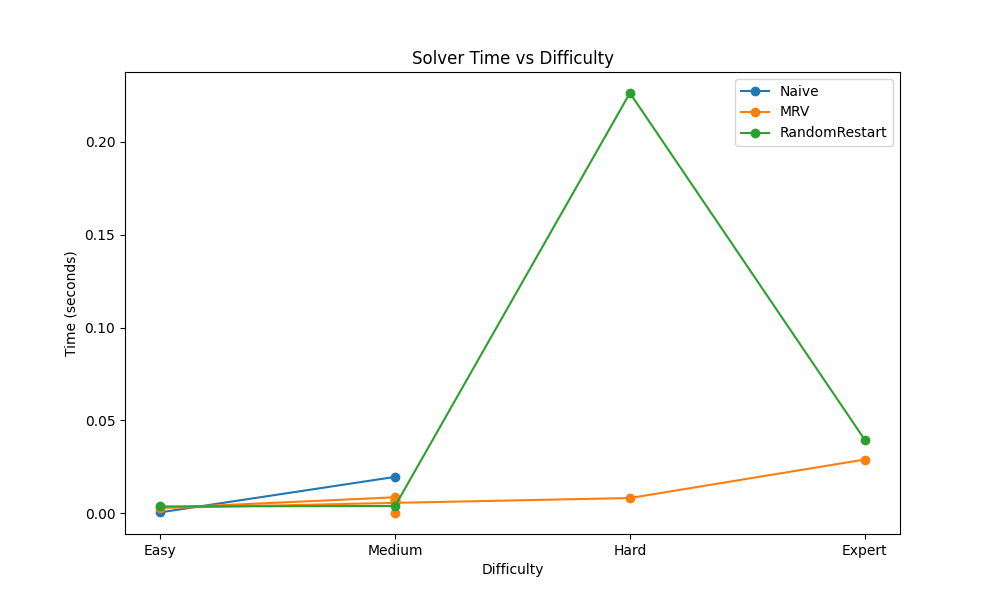 Solver Time vs Difficulty
Naive
MRV
RandomRestart
0.20
0.15
0.10
0.05
0.00
Time (seconds)
Easy
Medium
Hard
Expert
Difficulty